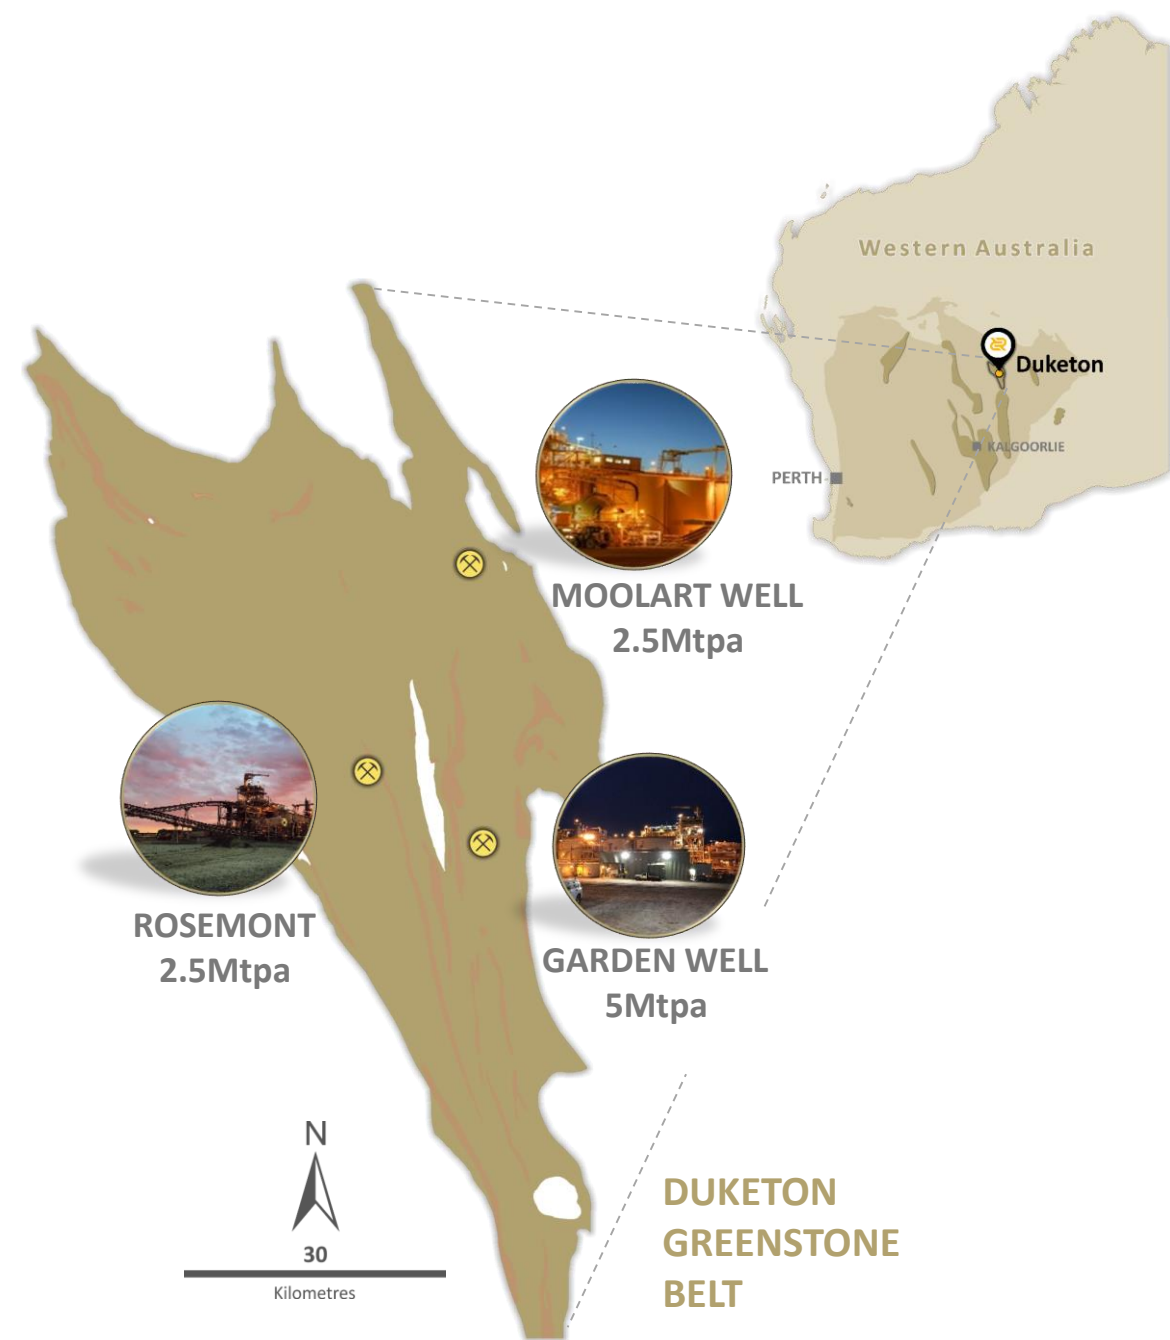 Western Australia
Duketon
KALGOORLIE
PERTH
MOOLART WELL
2.5Mtpa
ROSEMONT
2.5Mtpa
GARDEN WELL
5Mtpa
N
30
Kilometres
DUKETON
GREENSTONE
BELT